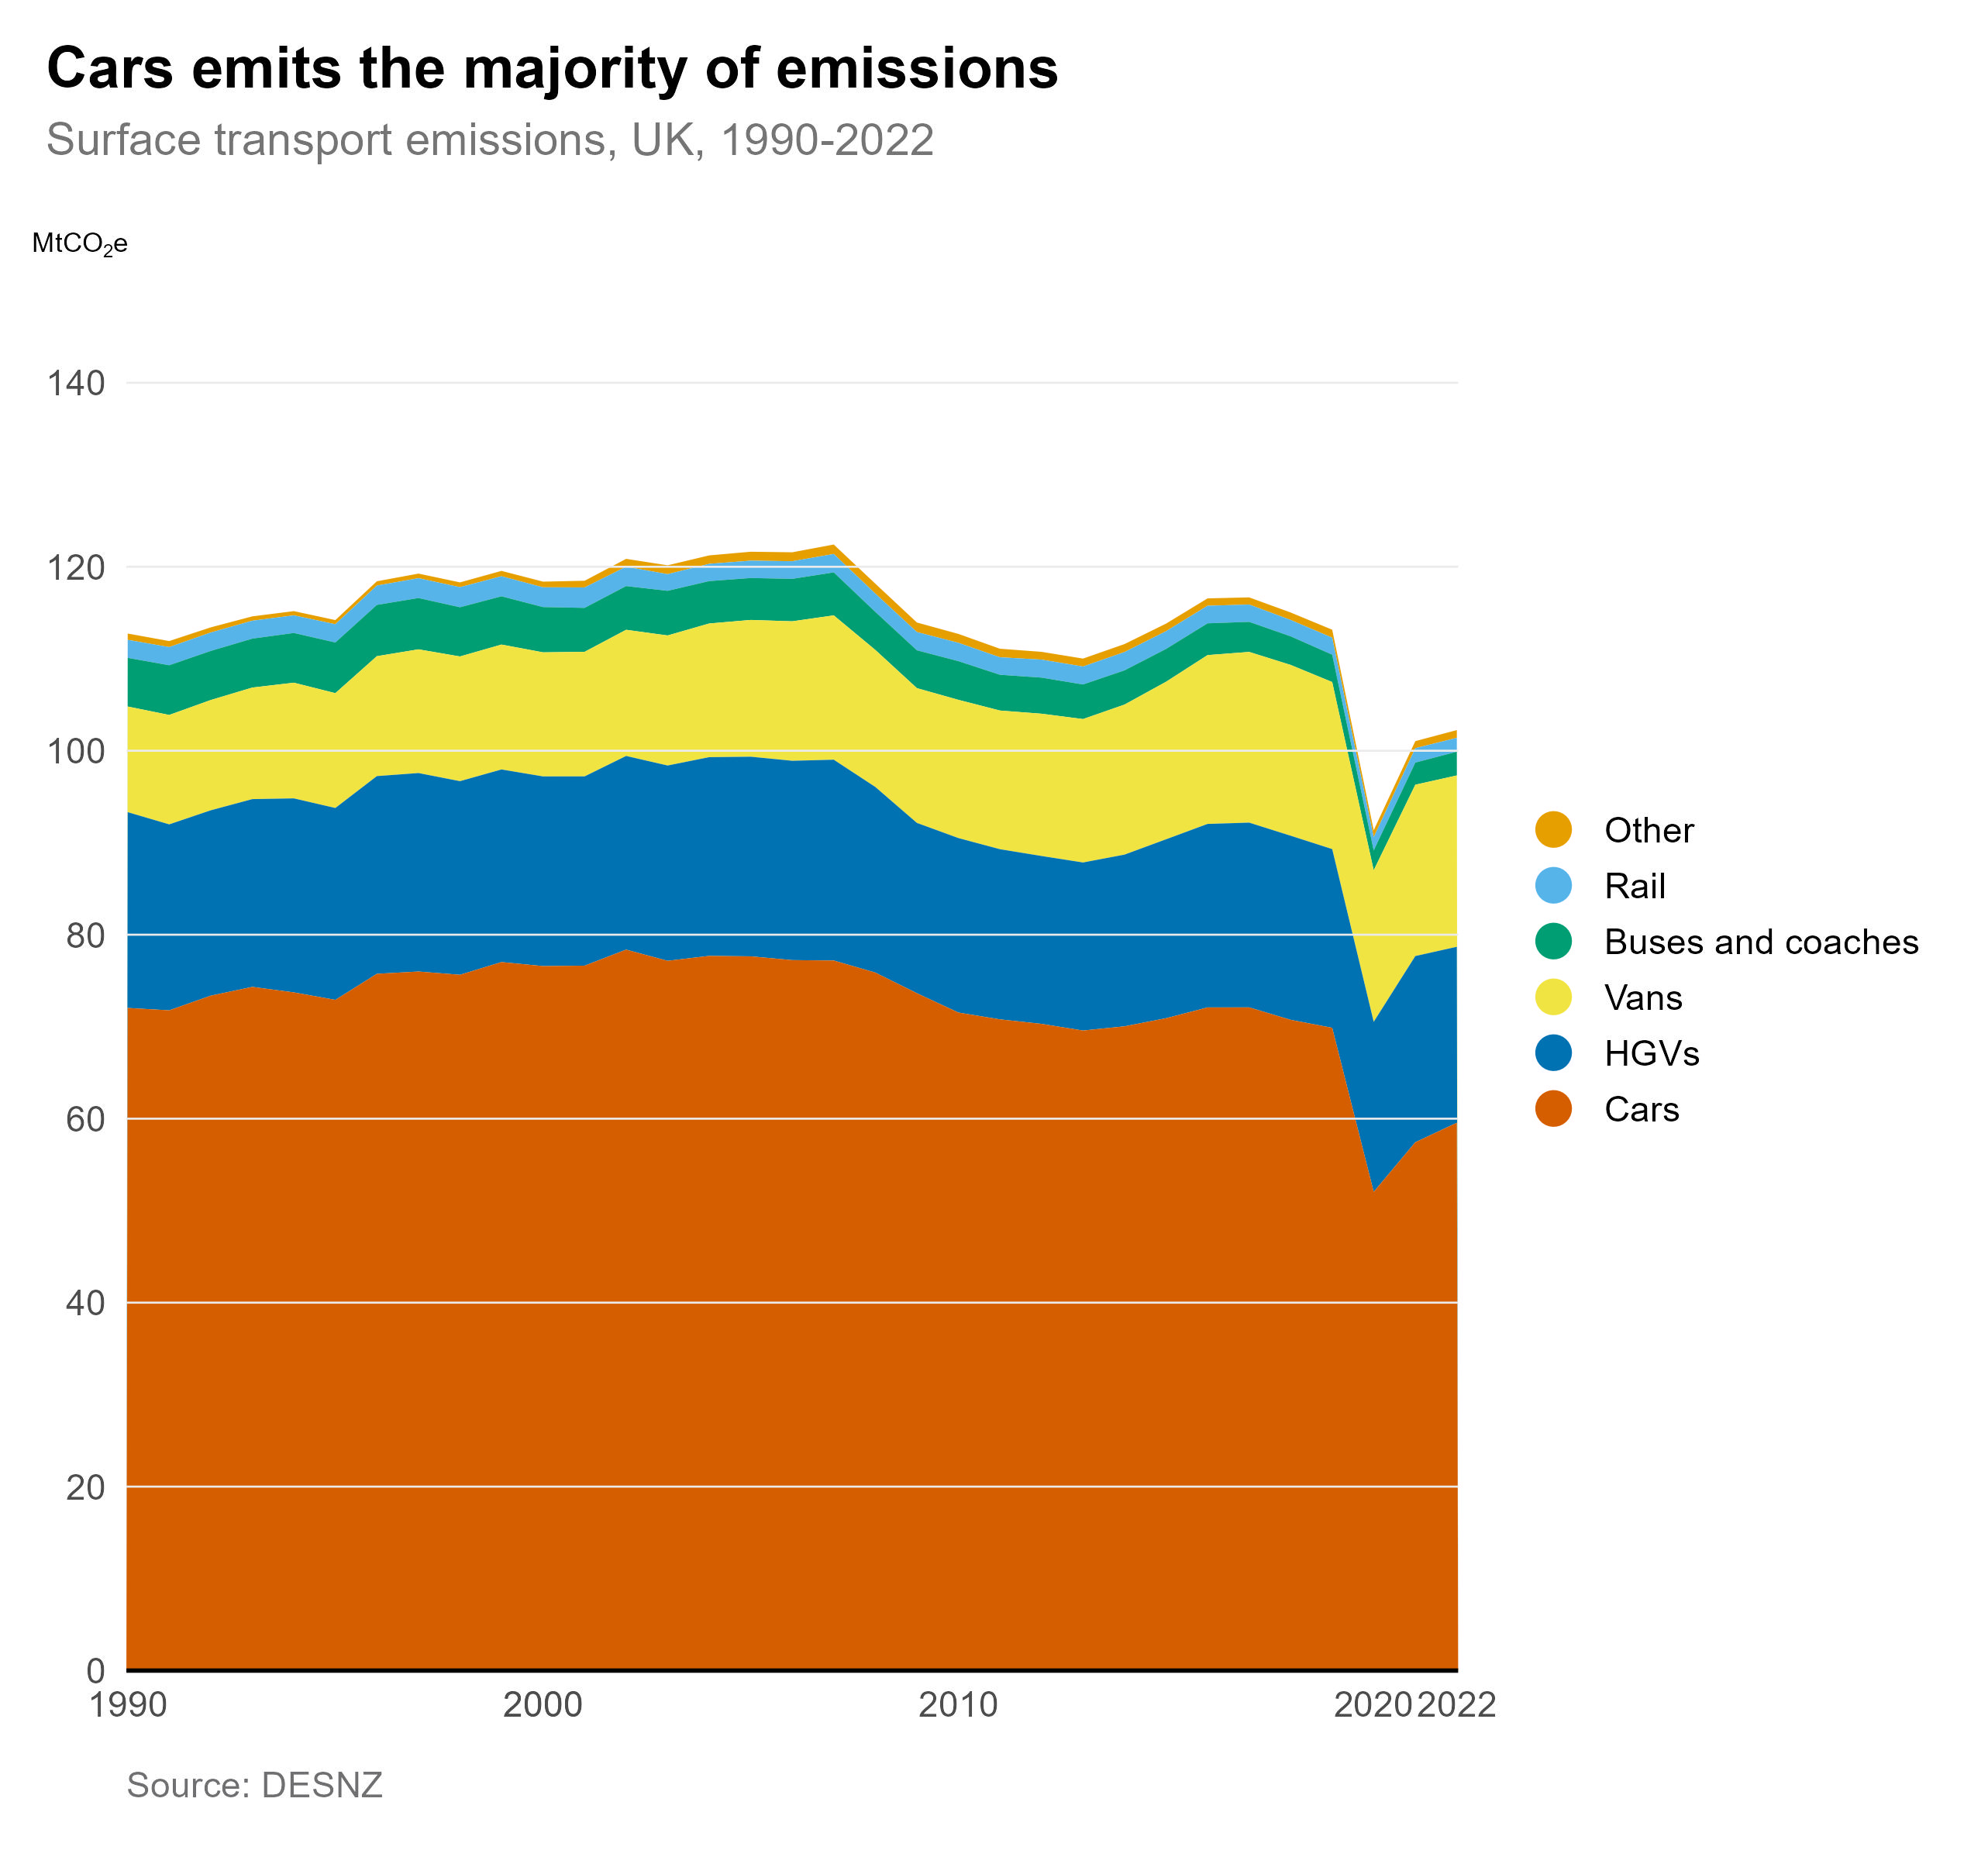 Cars emits the majority of emissions
Surface transport emissions, UK, 1990-2022
MtCO₂e
140
120
100
80
60
40
20
0
1990 2000 2010 2020 2022
Other
Rail
Buses and coaches
Vans
HGVs
Cars
Source: DESNZ